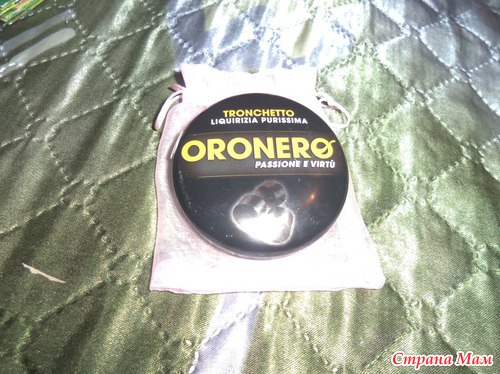 TRONCHETTO
LIQUIRIZIA PURISSIMA
ORONERO
PASSIONE E VIRTÙ
Страна Мам